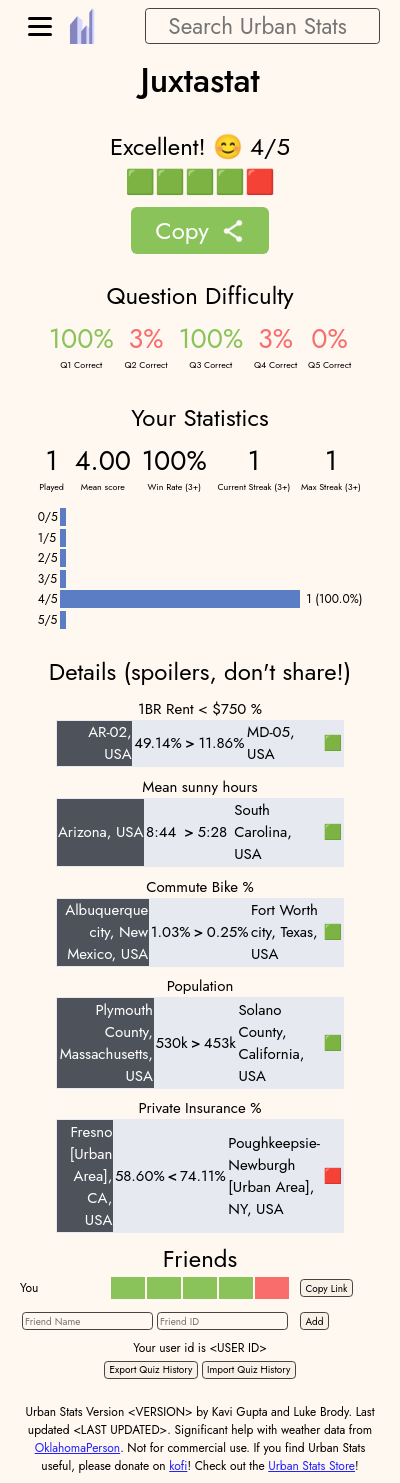 Search Urban Stats
Juxtastat
Excellent! 😊 4/5
🟩🟩🟩🟩🟥
Copy
Question Difficulty
100% 3% 100% 3% 0%
Q1 Correct Q2 Correct Q3 Correct Q4 Correct Q5 Correct
Your Statistics
1 4.00 100% 1 1
Played Mean score Win Rate (3+) Current Streak (3+) Max Streak (3+)
0/5
1/5
2/5
3/5
4/5 1 (100.0%)
5/5
Details (spoilers, don't share!)
1BR Rent < $750 %
AR-02,
USA
49.14% > 11.86%
MD-05,
USA
🟩
Mean sunny hours
Arizona, USA
8:44 > 5:28
South
Carolina,
USA
🟩
Commute Bike %
Albuquerque
city, New
Mexico, USA
1.03% > 0.25%
Fort Worth
city, Texas,
USA
🟩
Population
Plymouth
County,
Massachusetts,
USA
530k > 453k
Solano
County,
California,
USA
🟩
Private Insurance %
Fresno
[Urban
Area],
CA,
USA
58.60% < 74.11%
Poughkeepsie-
Newburgh
[Urban Area],
NY, USA
🟥
Friends
You
Copy Link
Friend Name Friend ID Add
Your user id is <USER ID>
Export Quiz History Import Quiz History
Urban Stats Version <VERSION> by Kavi Gupta and Luke Brody. Last
updated <LAST UPDATED>. Significant help with weather data from
OklahomaPerson. Not for commercial use. If you find Urban Stats
useful, please donate on kofi! Check out the Urban Stats Store!